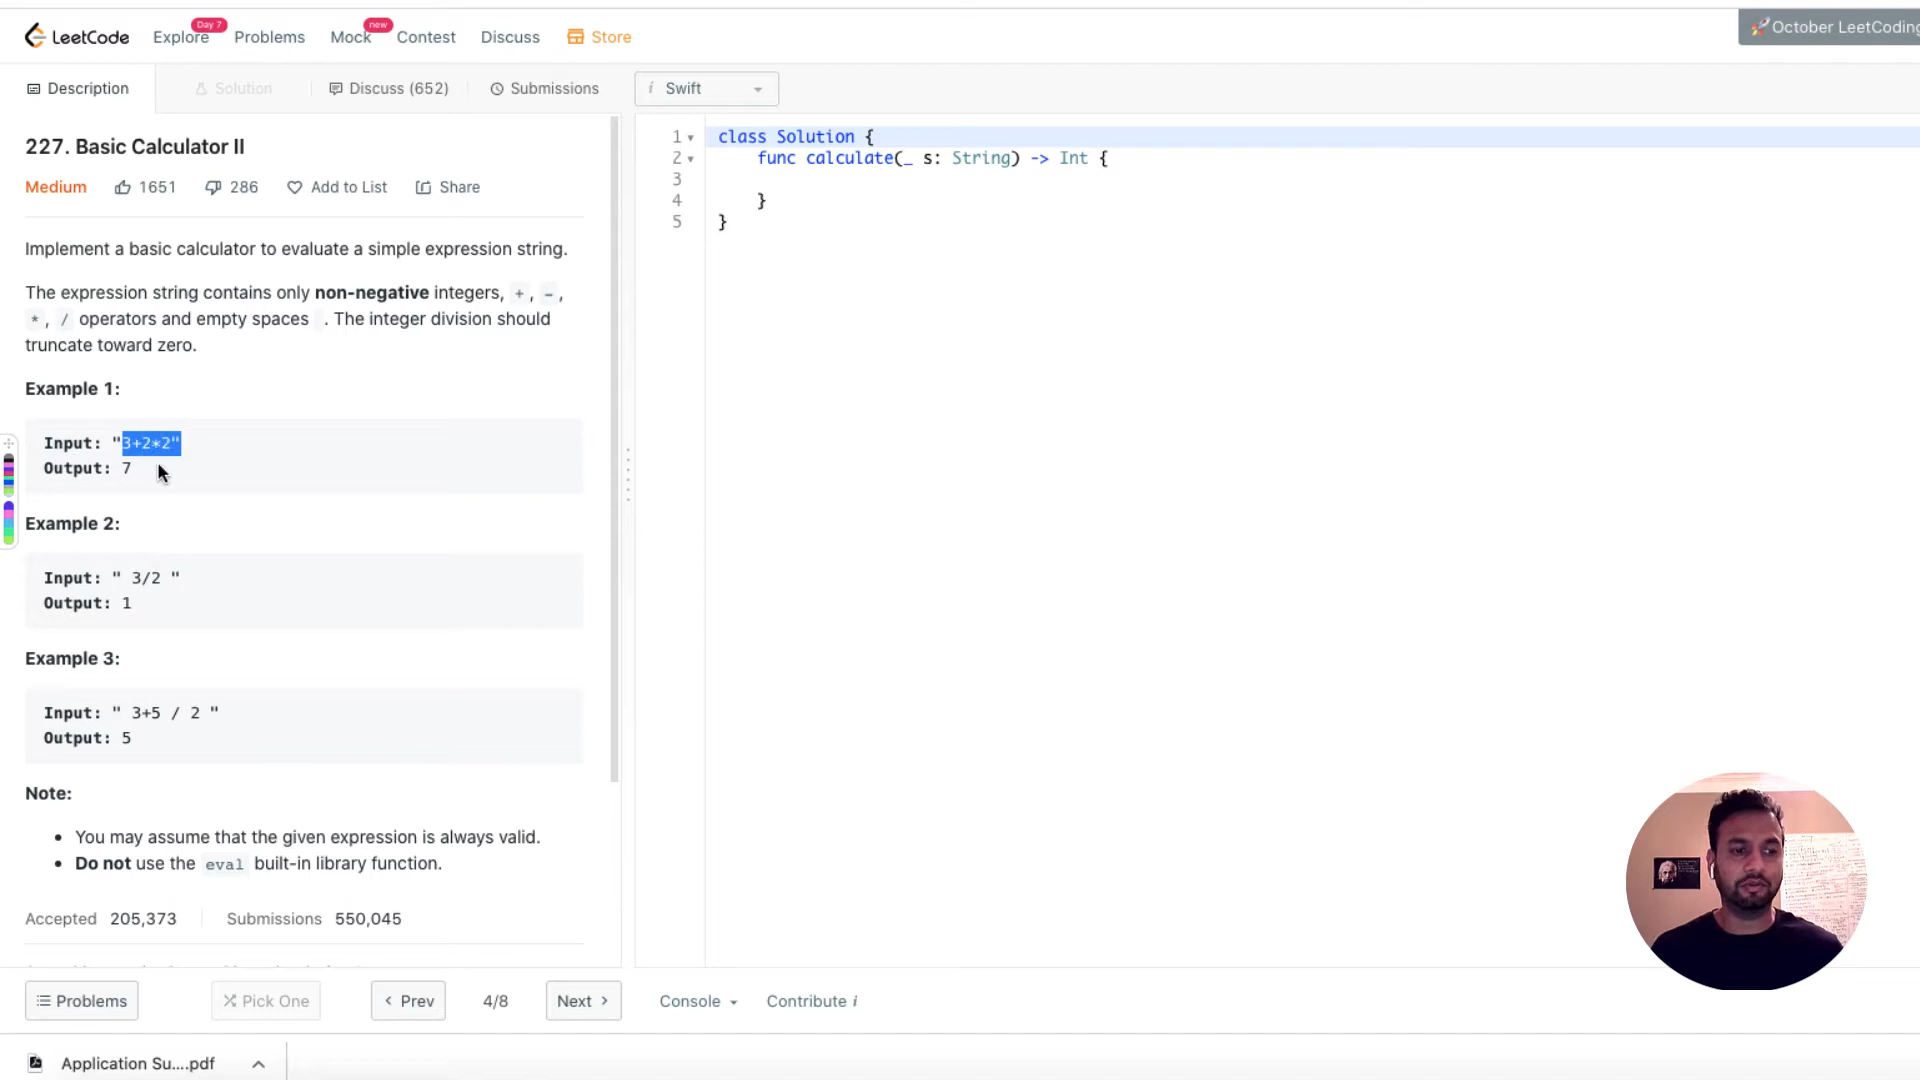 LeetCode
Explore
Day 7
Problems
Mock
new
Contest
Discuss
Store
🚀October LeetCoding
Description
Solution
Discuss (652)
Submissions
i Swift
227. Basic Calculator II
Medium
1651
286
Add to List
Share
Implement a basic calculator to evaluate a simple expression string.
The expression string contains only non-negative integers, +, -,
*, / operators and empty spaces . The integer division should
truncate toward zero.
Example 1:
Input: "3+2*2"
Output: 7
Example 2:
Input: " 3/2 "
Output: 1
Example 3:
Input: " 3+5 / 2 "
Output: 5
Note:
• You may assume that the given expression is always valid.
• Do not use the eval built-in library function.
Accepted 205,373
Submissions 550,045
1 class Solution {
2 func calculate(_ s: String) -> Int {
3
4 }
5 }
Problems
Pick One
< Prev
4/8
Next >
Console
Contribute i
Application Su....pdf